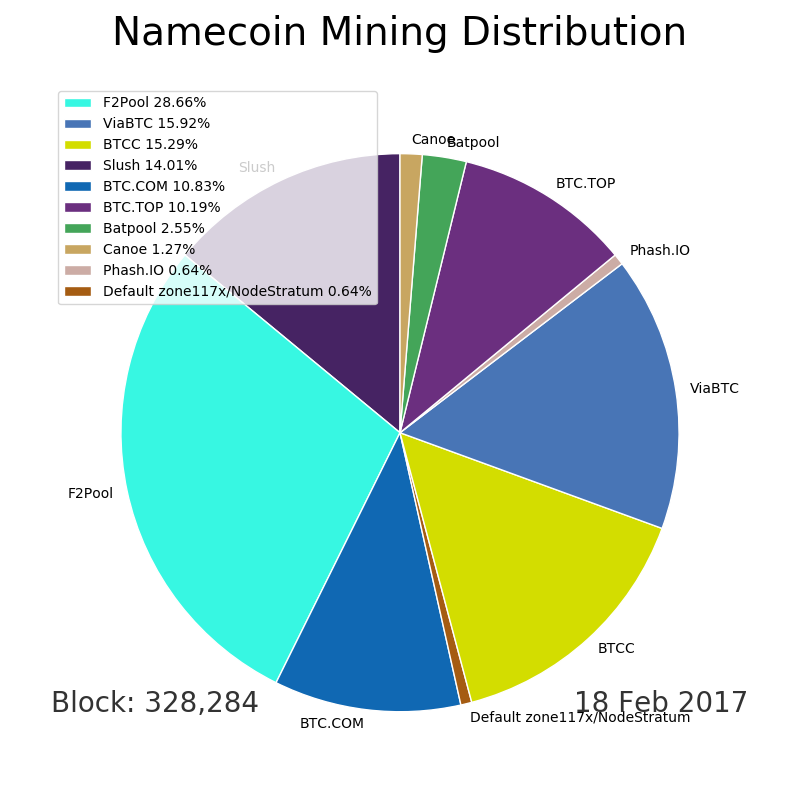 Namecoin Mining Distribution
F2Pool 28.66%
ViaBTC 15.92%
BTCC 15.29%
Slush 14.01%
BTC.COM 10.83%
BTC.TOP 10.19%
Batpool 2.55%
Canoe 1.27%
Phash.IO 0.64%
Default zone117x/NodeStratum 0.64%
Canoe
Batpool
Slush
BTC.TOP
Phash.IO
ViaBTC
F2Pool
BTCC
Block: 328,284
18 Feb 2017
Default zone117x/NodeStratum
BTC.COM